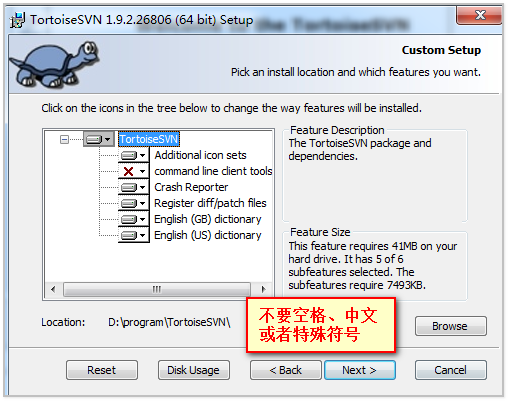 TortoiseSVN 1.9.2.26806 (64 bit) Setup
Custom Setup
Pick an install location and which features you want.
Click on the icons in the tree below to change the way features will be installed.
TortoiseSVN
Additional icon sets
command line client tools
Crash Reporter
Register diff/patch files
English (GB) dictionary
English (US) dictionary
Feature Description
The TortoiseSVN package and
dependencies.
Feature Size
This feature requires 41MB on your
hard drive. It has 5 of 6
subfeatures selected. The
subfeatures require 7493KB.
不要空格、中文
或者特殊符号
Location: D:\program\TortoiseSVN\
Browse
Reset
Disk Usage
< Back
Next >
Cancel